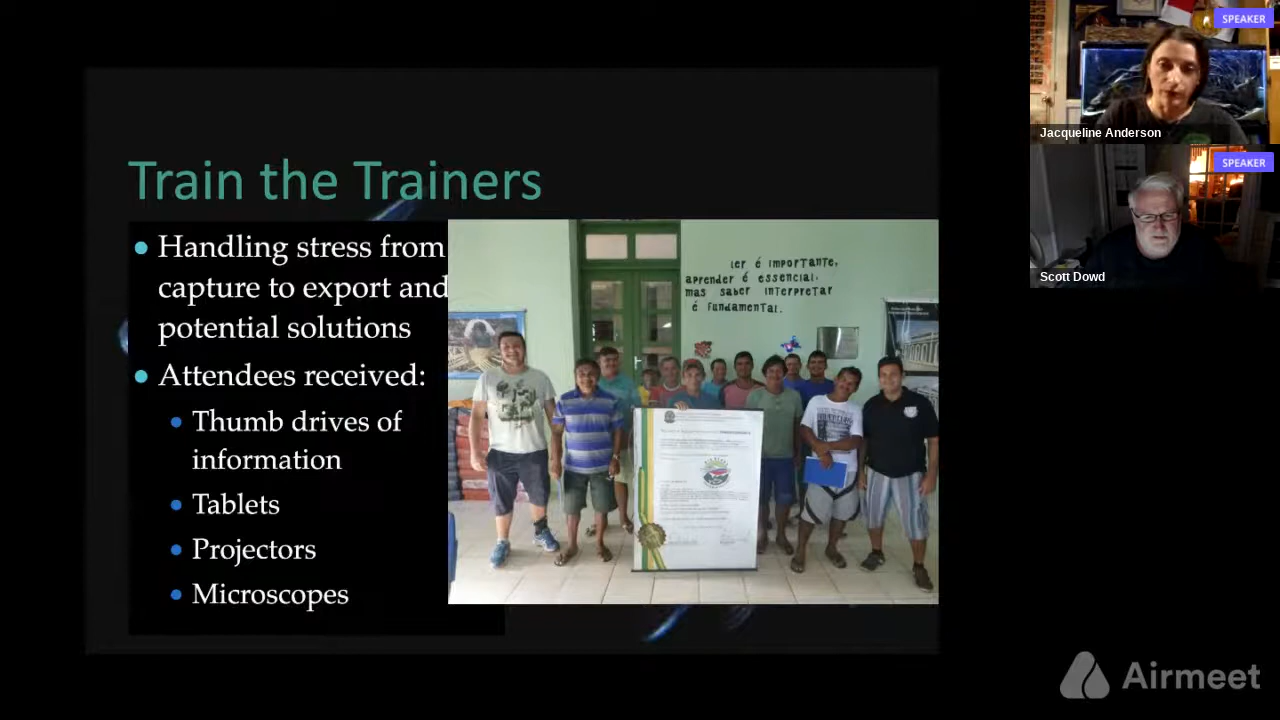 Train the Trainers
Handling stress from
capture to export and
potential solutions
Attendees received:
Thumb drives of
information
Tablets
Projectors
Microscopes
ler é importante,
aprender é essencial.
mas saber interpretar
é fundamental.
SPEAKER
Jacqueline Anderson
SPEAKER
Scott Dowd
Airmeet